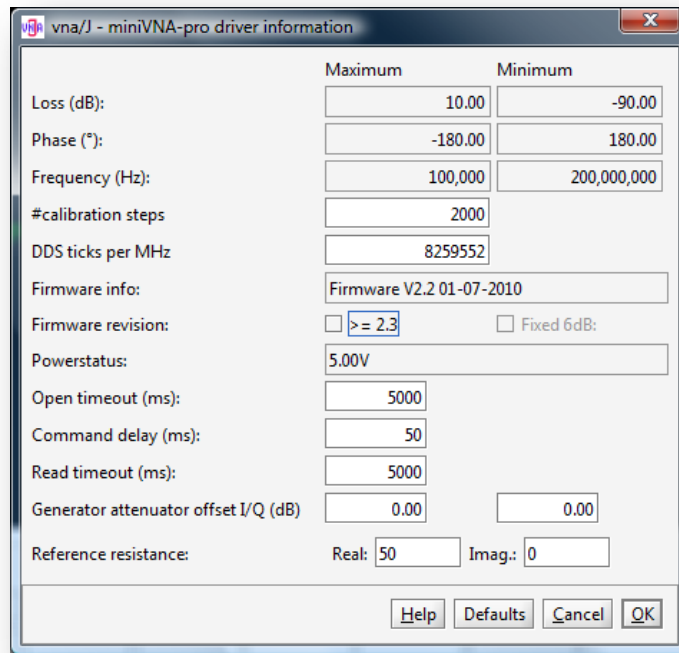 vna/J - miniVNA-pro driver information
Maximum Minimum
Loss (dB): 10.00 -90.00
Phase (°): -180.00 180.00
Frequency (Hz): 100,000 200,000,000
#calibration steps 2000
DDS ticks per MHz 8259552
Firmware info: Firmware V2.2 01-07-2010
Firmware revision: >= 2.3 Fixed 6dB:
Powerstatus: 5.00V
Open timeout (ms): 5000
Command delay (ms): 50
Read timeout (ms): 5000
Generator attenuator offset I/Q (dB) 0.00 0.00
Reference resistance: Real: 50 Imag.: 0
Help Defaults Cancel OK